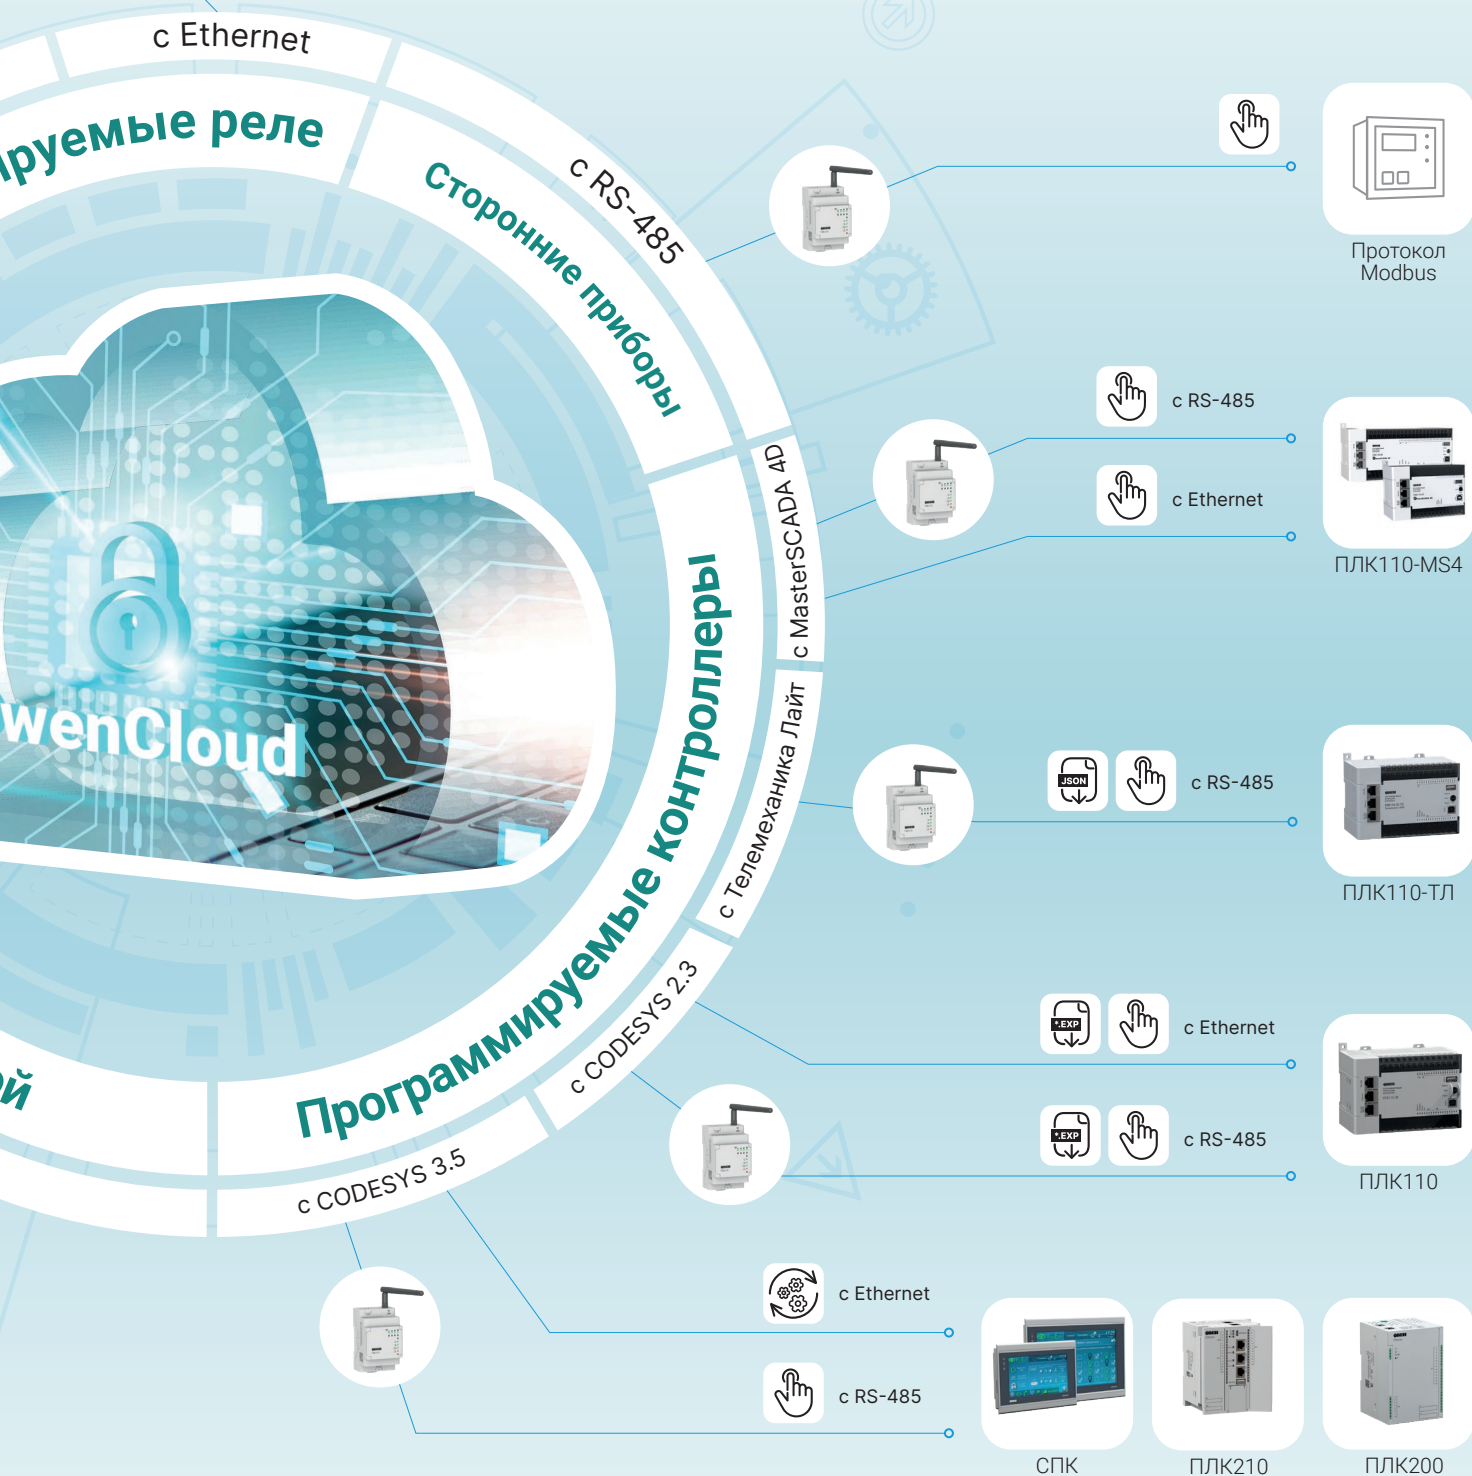 с Ethernet
руемые реле
Сторонние приборы
с RS-485
Протокол
Modbus
с RS-485
с Ethernet
ПЛК110-MS4
с MasterSCADA 4D
wenCloud
Программируемые контроллеры
с Телемеханика Лайт
JSON
с RS-485
ПЛК110-ТЛ
с CODESYS 2.3
*.EXP
с Ethernet
*.EXP
с RS-485
ПЛК110
й
с CODESYS 3.5
с Ethernet
с RS-485
СПК
ПЛК210
ПЛК200